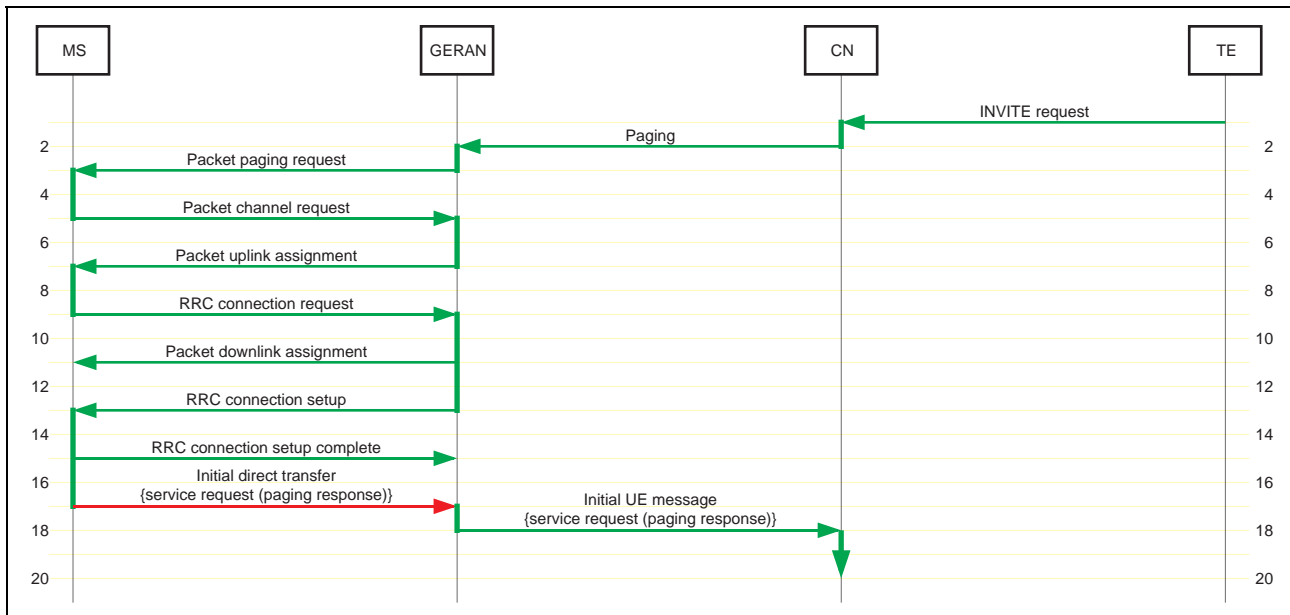 MS
GERAN
CN
TE
INVITE request
Paging
2
2
Packet paging request
4
4
Packet channel request
6
6
Packet uplink assignment
8
8
RRC connection request
10
10
Packet downlink assignment
12
12
RRC connection setup
14
14
RRC connection setup complete
Initial direct transfer
16
16
{service request (paging response)}
Initial UE message
{service request (paging response)}
18
18
20
20